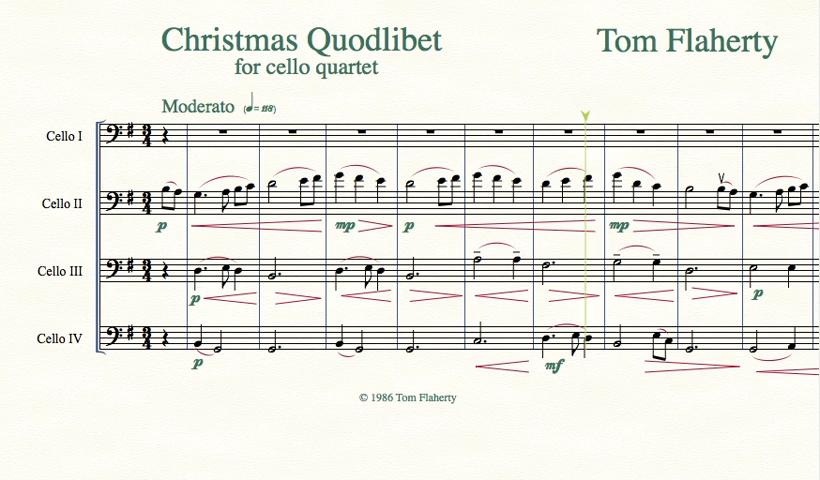 Christmas Quodlibet
Tom Flaherty
for cello quartet
Moderato
Cello I
Cello II
p
mp
p
mp
Cello III
p
p
Cello IV
p
mf
© 1986 Tom Flaherty